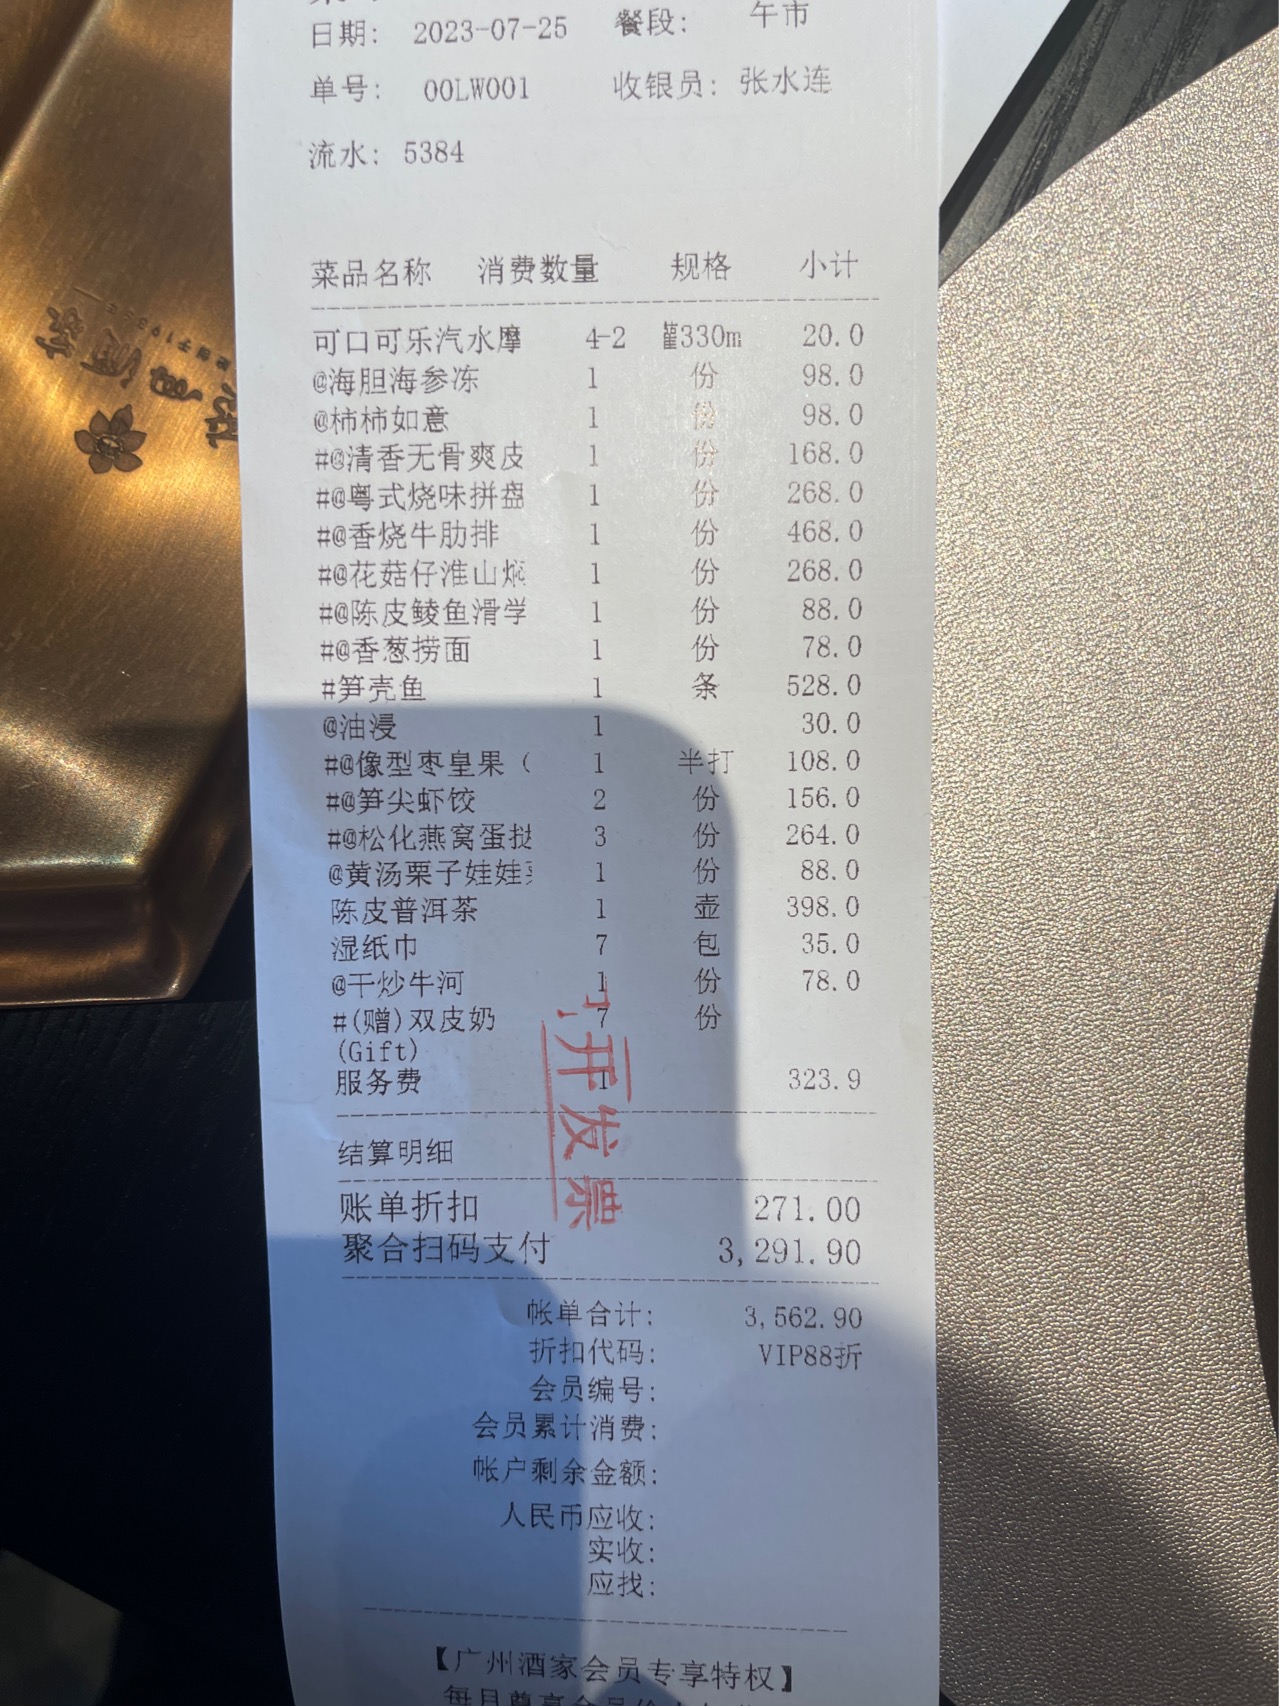 日期: 2023-07-25 餐段: 午市
单号: 00LW001 收银员: 张水连
流水: 5384
菜品名称 消费数量 规格 小计
可口可乐汽水摩 4-2 330m 20.0
@海胆海参冻 1 份 98.0
@柿柿如意 1 份 98.0
#@清香无骨爽皮 1 份 168.0
#@粤式烧味拼盘 1 份 268.0
#@香烧牛肋排 1 份 468.0
#@花菇仔淮山焖 1 份 268.0
#@陈皮鲮鱼滑学 1 份 88.0
#@香葱捞面 1 份 78.0
#笋壳鱼 1 条 528.0
@油浸 1 30.0
#@像型枣皇果（ 1 半打 108.0
#@笋尖虾饺 2 份 156.0
#@松化燕窝蛋挞 3 份 264.0
@黄汤栗子娃娃 1 份 88.0
陈皮普洱茶 1 壶 398.0
湿纸巾 7 包 35.0
@干炒牛河 1 份 78.0
#(赠)双皮奶 7 份
(Gift)
服务费 1 323.9
开发票
结算明细
账单折扣 271.00
聚合扫码支付 3,291.90
帐单合计: 3,562.90
折扣代码: VIP88折
会员编号:
会员累计消费:
帐户剩余金额:
人民币应收:
实收:
应找:
【广州酒家会员专享特权】